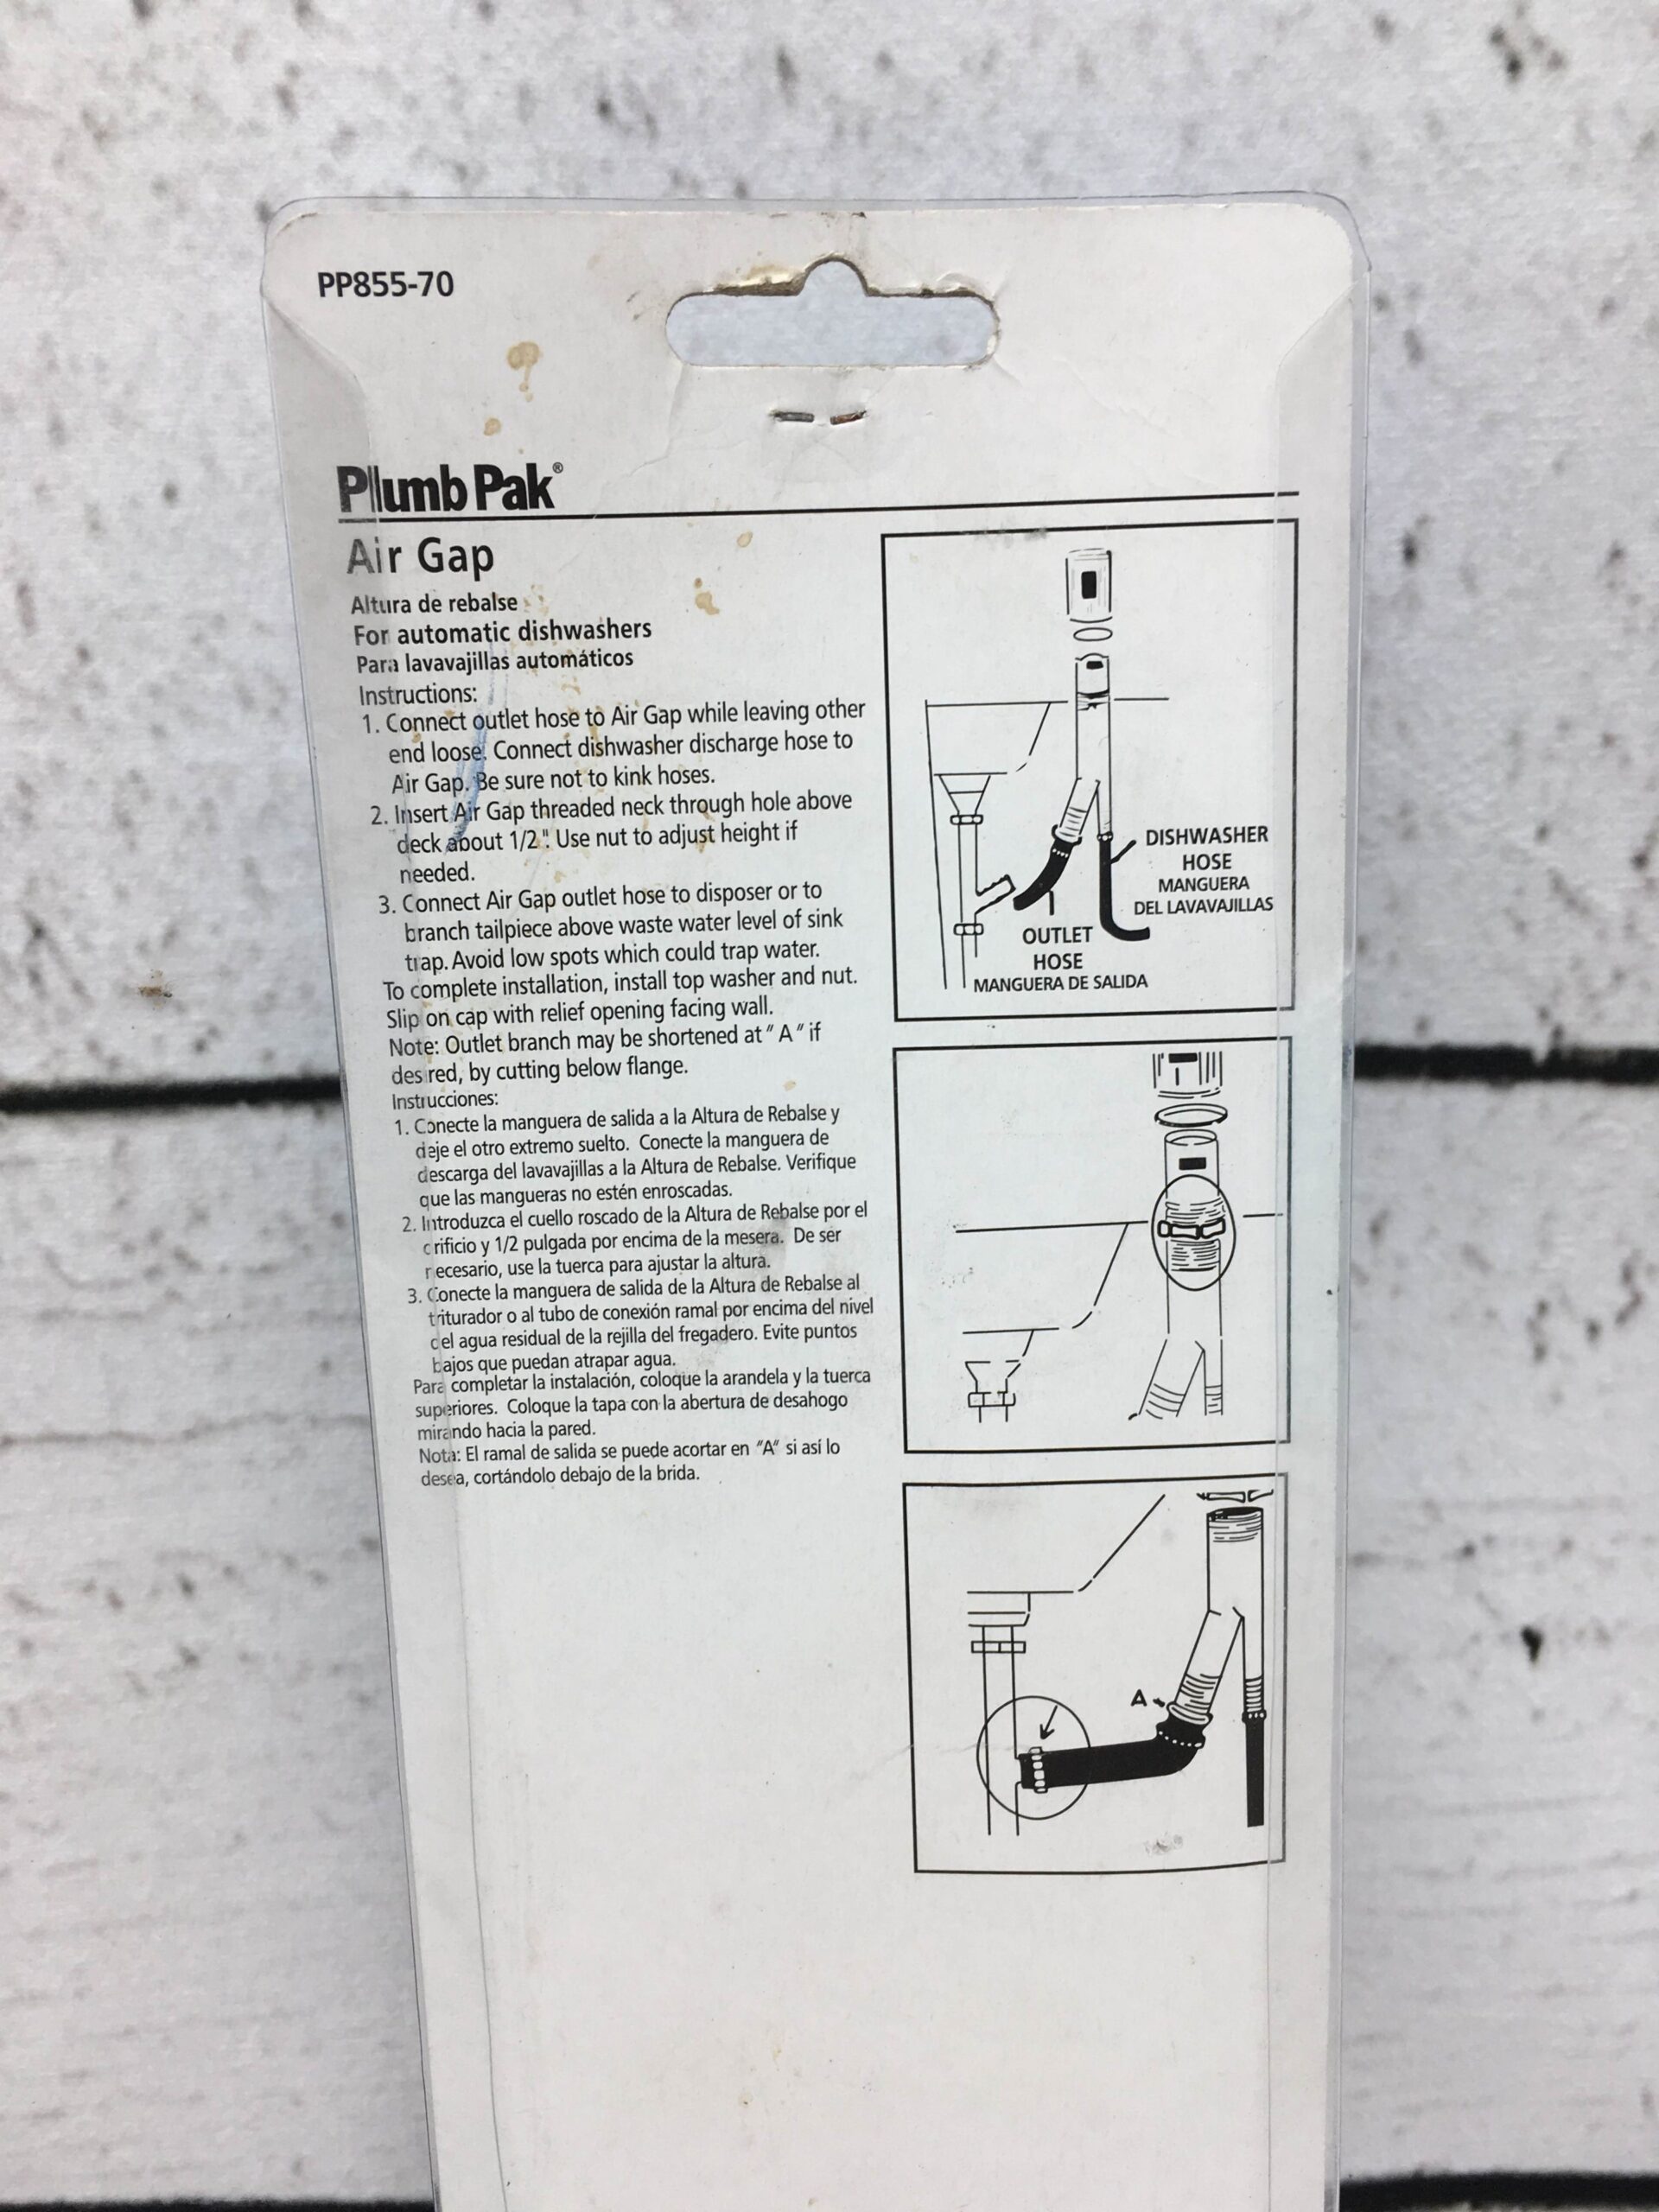 PP855-70
Plumb Pak®
Air Gap
Altura de rebalse
For automatic dishwashers
Para lavavajillas automáticos
Instructions:
1. Connect outlet hose to Air Gap while leaving other
end loose. Connect dishwasher discharge hose to
Air Gap. Be sure not to kink hoses.
2. Insert Air Gap threaded neck through hole above
deck about 1/2". Use nut to adjust height if
needed.
3. Connect Air Gap outlet hose to disposer or to
branch tailpiece above waste water level of sink
trap. Avoid low spots which could trap water.
To complete installation, install top washer and nut.
Slip on cap with relief opening facing wall.
Note: Outlet branch may be shortened at "A" if
desired, by cutting below flange.
Instrucciones:
1. Conecte la manguera de salida a la Altura de Rebalse y
deje el otro extremo suelto. Conecte la manguera de
descarga del lavavajillas a la Altura de Rebalse. Verifique
que las mangueras no estén enroscadas.
2. Introduzca el cuello roscado de la Altura de Rebalse por el
orificio y 1/2 pulgada por encima de la mesera. De ser
necesario, use la tuerca para ajustar la altura.
3. Conecte la manguera de salida de la Altura de Rebalse al
triturador o al tubo de conexión ramal por encima del nivel
del agua residual de la rejilla del fregadero. Evite puntos
bajos que puedan atrapar agua.
Para completar la instalación, coloque la arandela y la tuerca
superiores. Coloque la tapa con la abertura de desahogo
mirando hacia la pared.
Nota: El ramal de salida se puede acortar en "A" si así lo
desea, cortándolo debajo de la brida.
DISHWASHER
HOSE
MANGUERA
DEL LAVAVAJILLAS
OUTLET
HOSE
MANGUERA DE SALIDA
A